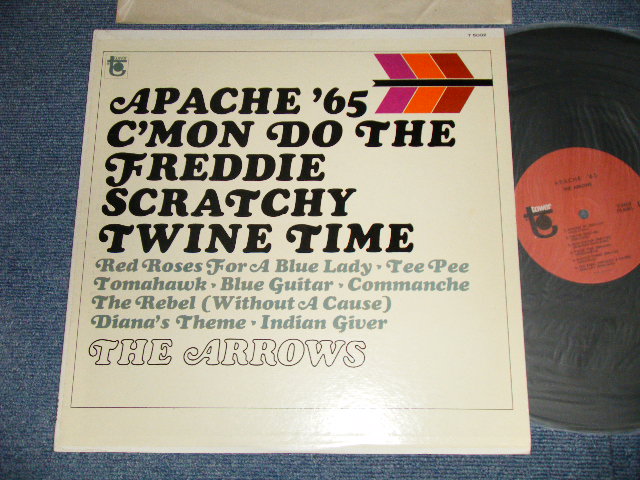 tower
T 5002
APACHE '65
C'MON DO THE
FREDDIE
SCRATCHY
TWINE TIME
Red Roses For A Blue Lady • Tee Pee
Tomahawk • Blue Guitar • Commanche
The Rebel (Without A Cause)
Diana's Theme • Indian Giver
THE ARROWS
APACHE '65
THE ARROWS
tower